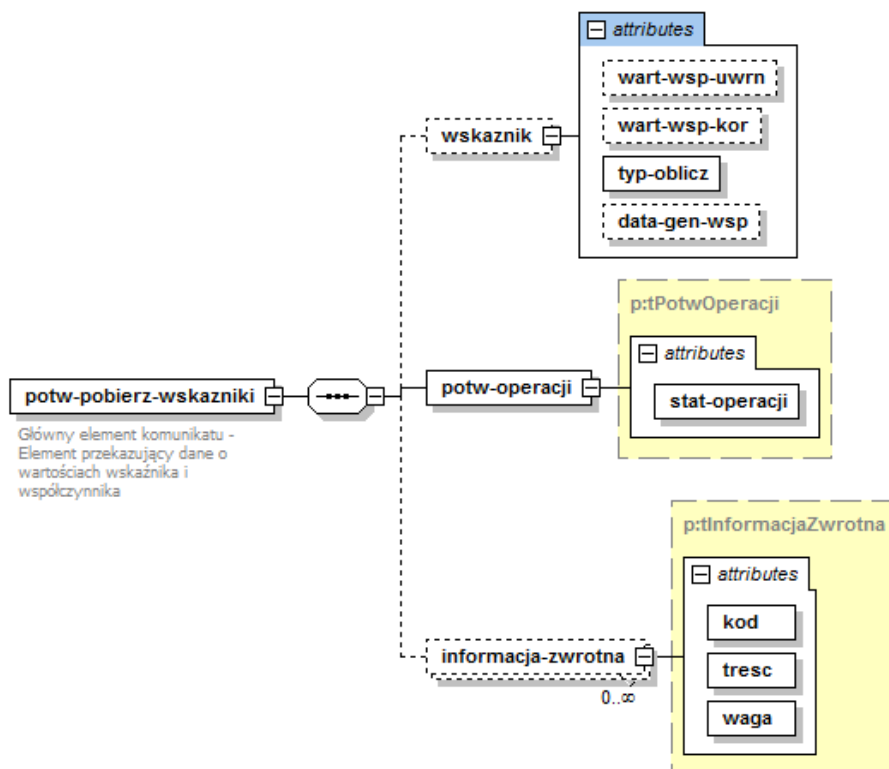 attributes
wart-wsp-uwrn
wart-wsp-kor
typ-oblicz
data-gen-wsp
wskaznik
p:tPotwOperacji
attributes
stat-operacji
potw-operacji
potw-pobierz-wskazniki
Główny element komunikatu -
Element przekazujący dane o
wartościach wskaźnika i
współczynnika
p:tInformacjaZwrotna
attributes
kod
tresc
waga
informacja-zwrotna
0..∞